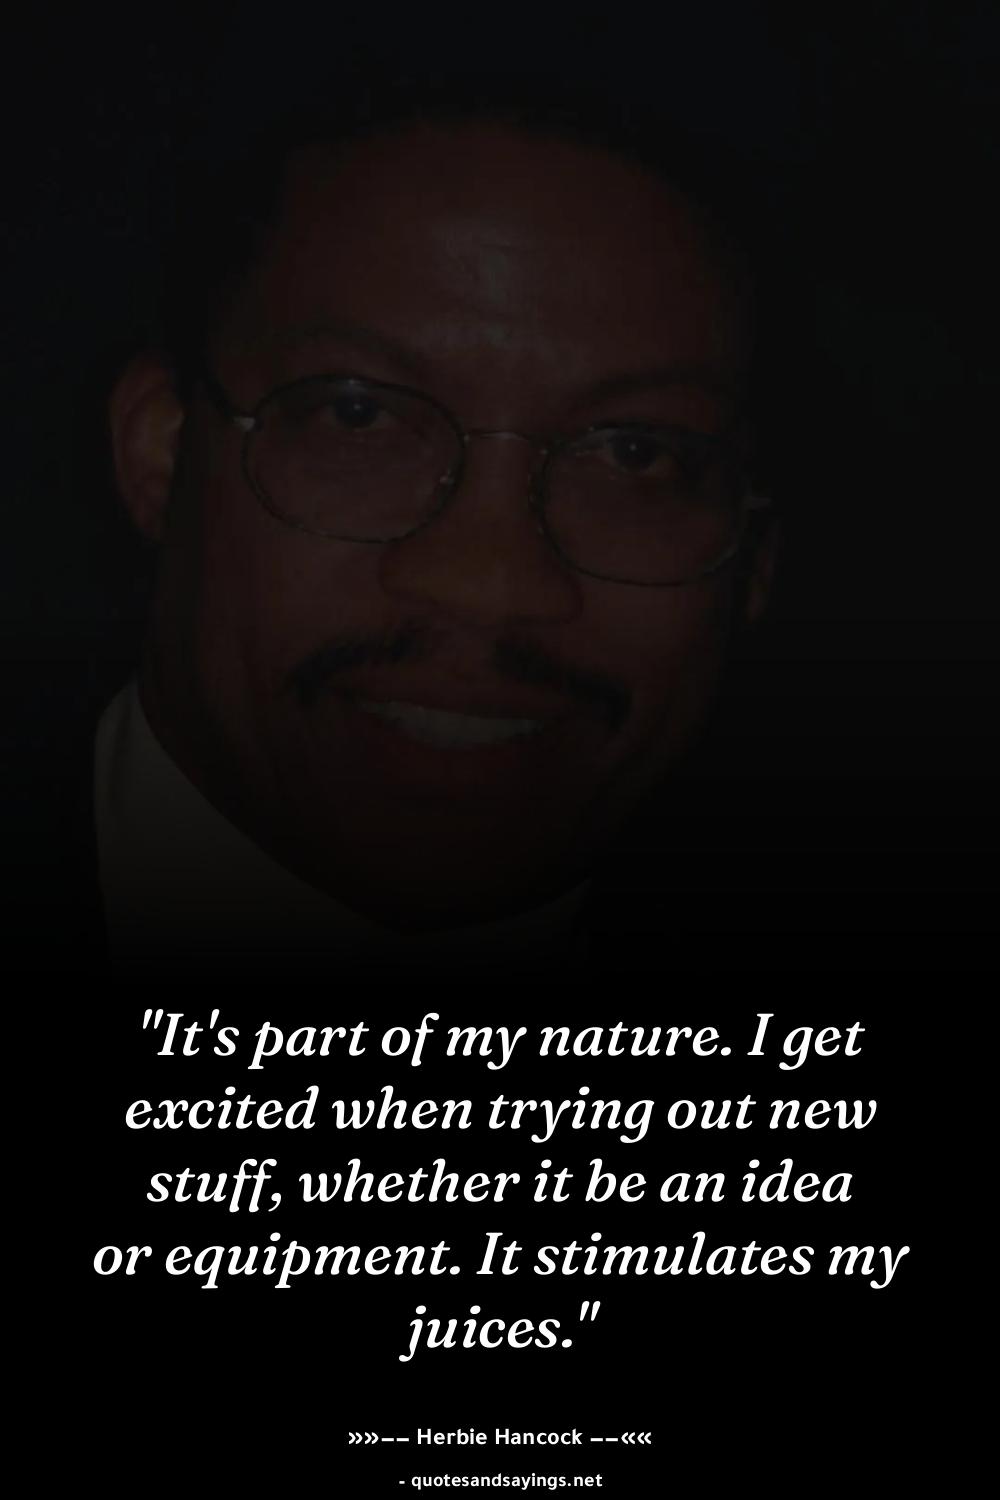 "It's part of my nature. I get
excited when trying out new
stuff, whether it be an idea
or equipment. It stimulates my
juices."
»»–– Herbie Hancock ––««
- quotesandsayings.net